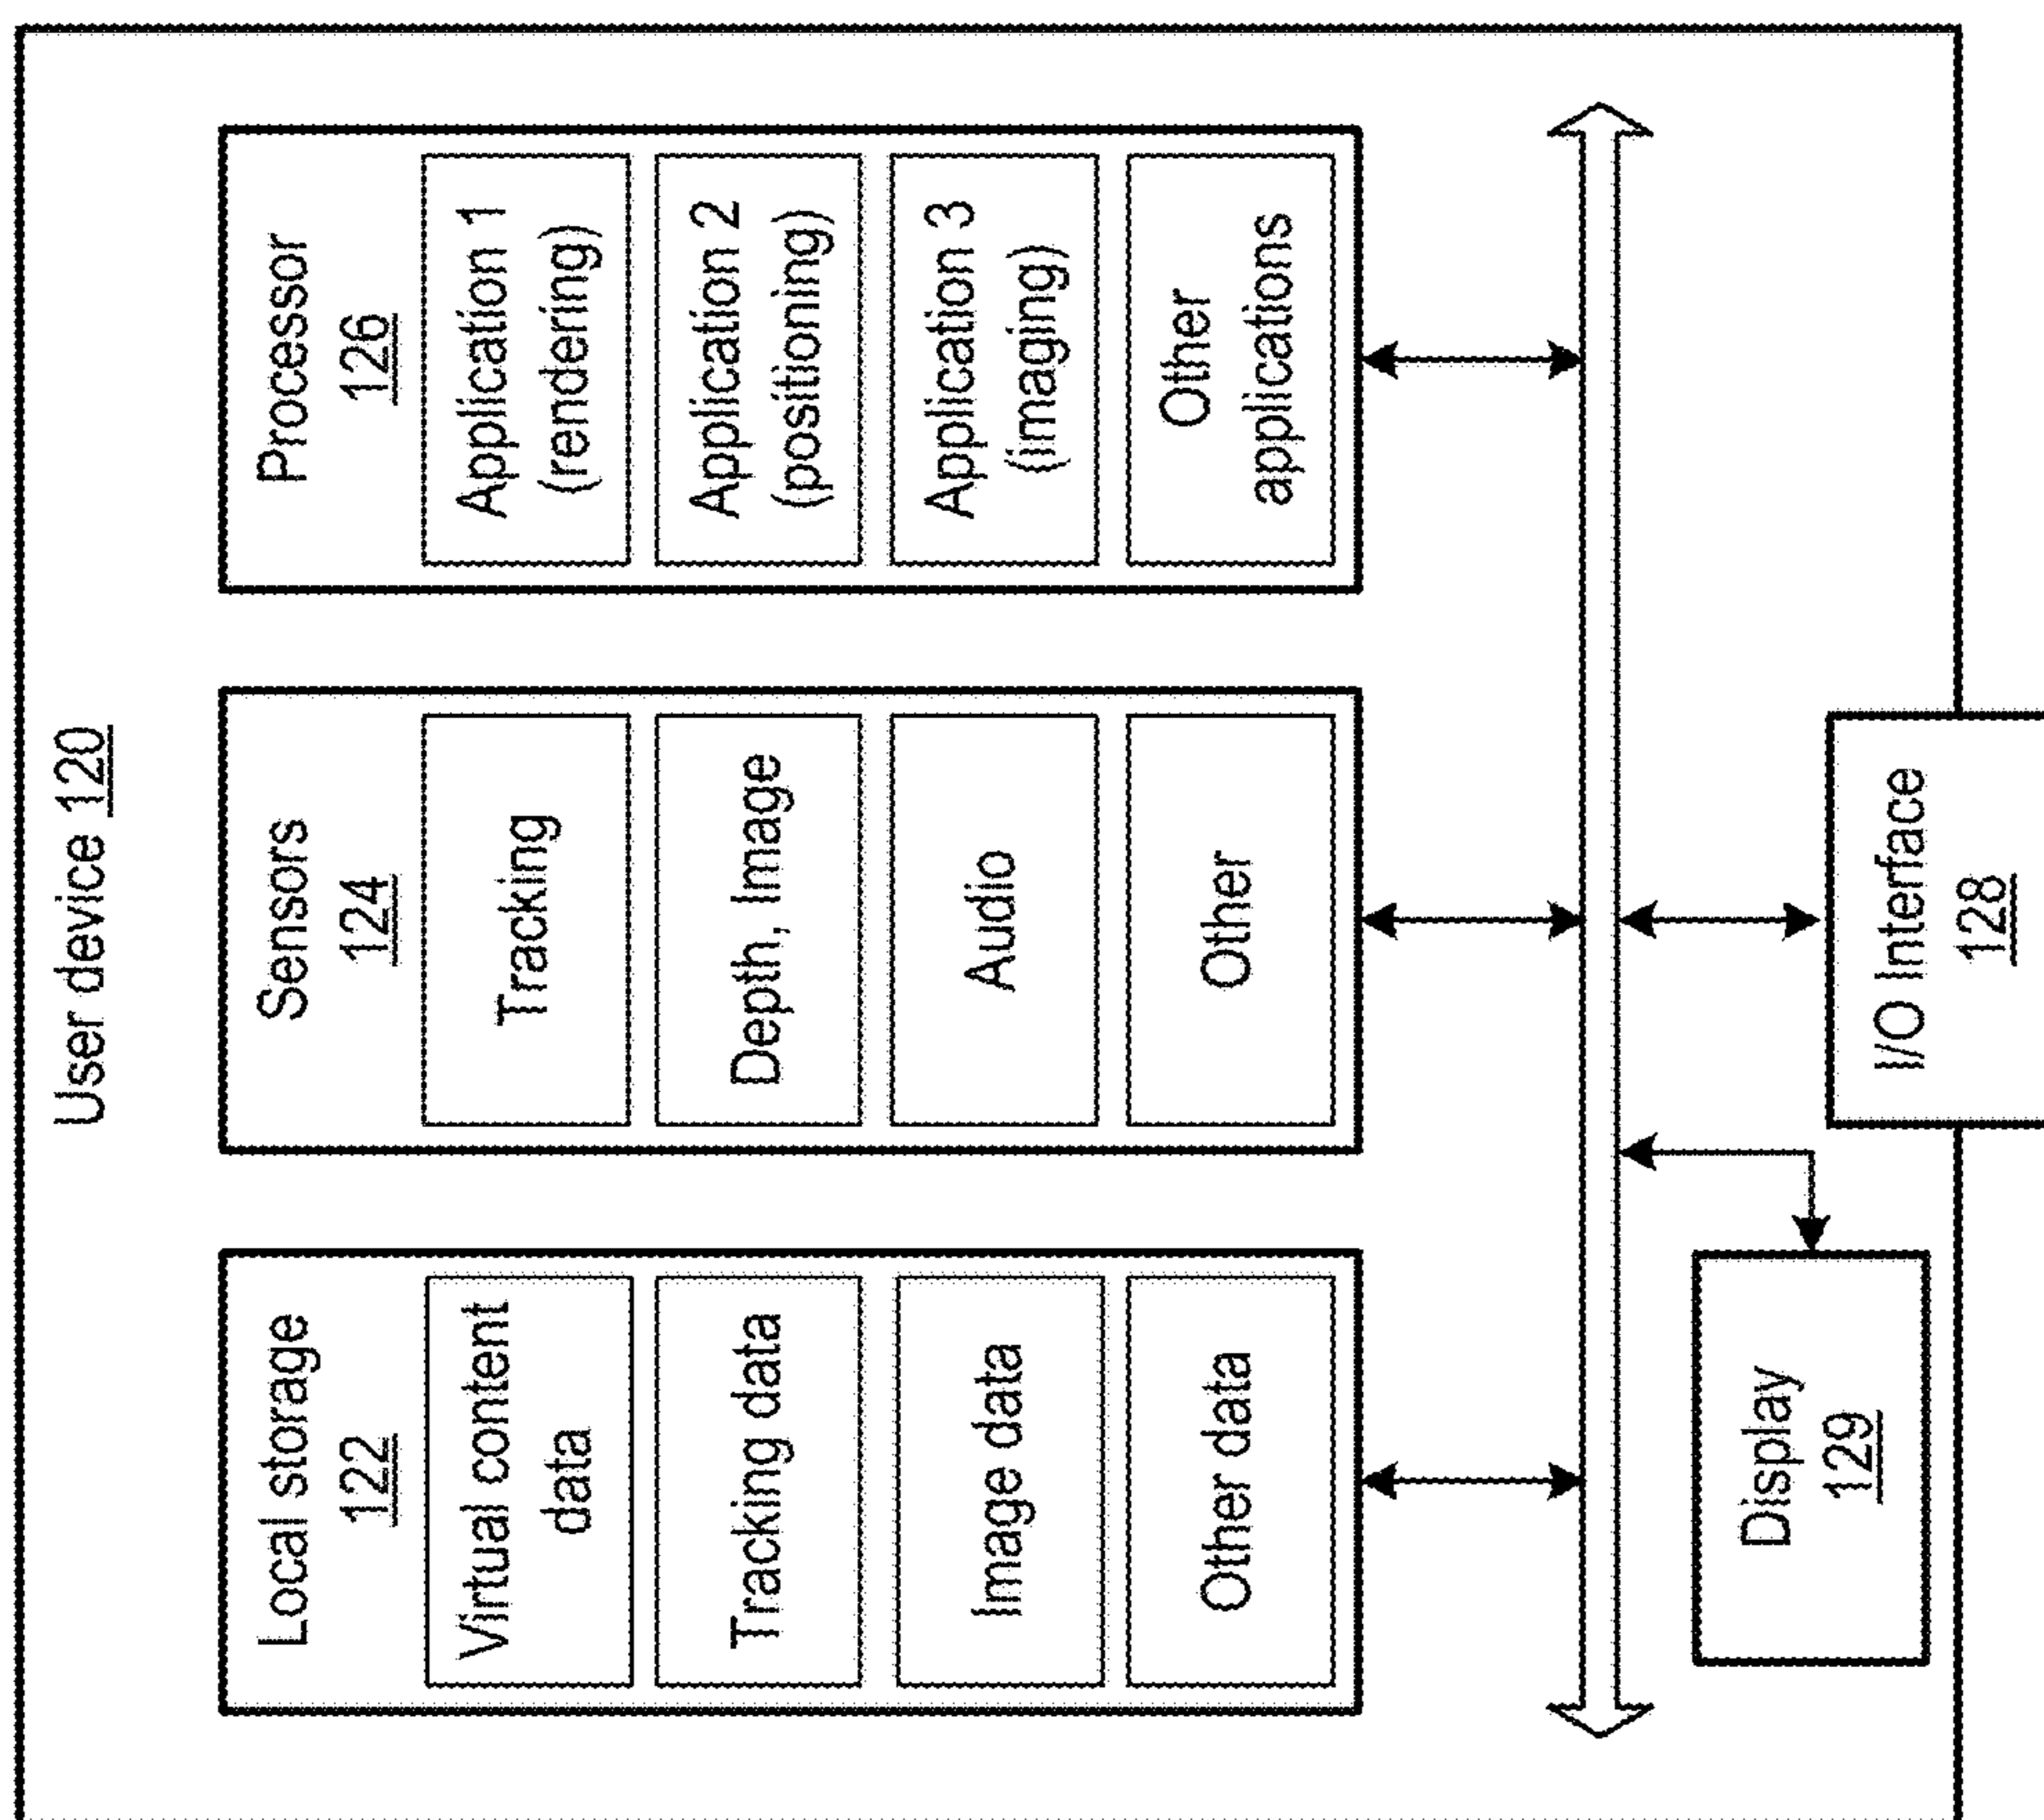 User device 120
Local storage
122
Virtual content
data
Tracking data
Image data
Other data
Sensors
124
Tracking
Depth, Image
Audio
Other
Processor
126
Application 1
(rendering)
Application 2
(positioning)
Application 3
(imaging)
Other
applications
Display
129
I/O Interface
128